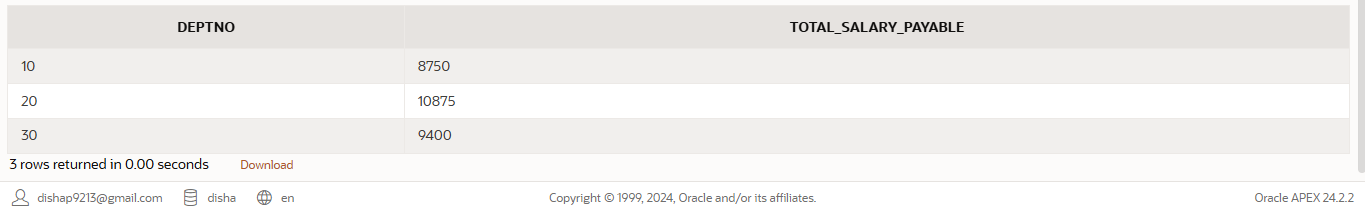 DEPTNO TOTAL_SALARY_PAYABLE
10 8750
20 10875
30 9400
3 rows returned in 0.00 seconds Download
dishap9213@gmail.com disha en Copyright © 1999, 2024, Oracle and/or its affiliates. Oracle APEX 24.2.2